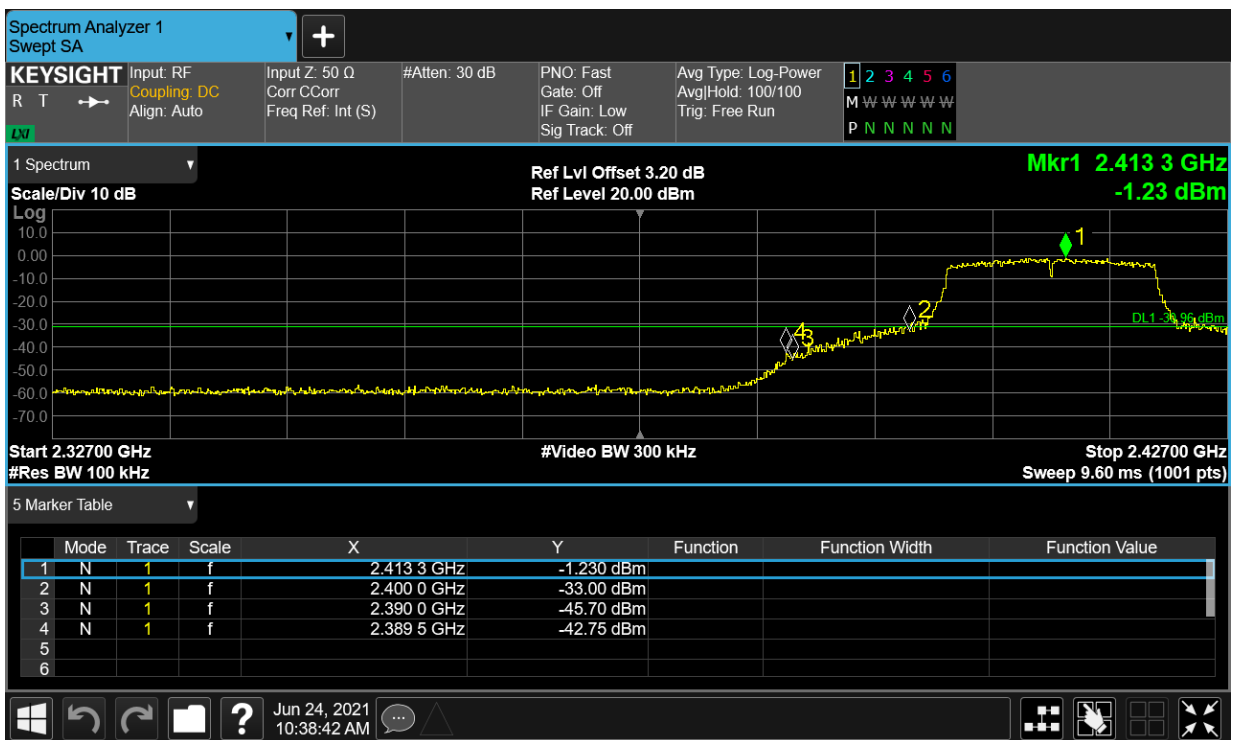 Spectrum Analyzer 1
Swept SA
KEYSIGHT
R T
LXI
Input: RF
Coupling: DC
Align: Auto
Input Z: 50 Ω
Corr CCorr
Freq Ref: Int (S)
#Atten: 30 dB
PNO: Fast
Gate: Off
IF Gain: Low
Sig Track: Off
Avg Type: Log-Power
Avg|Hold: 100/100
Trig: Free Run
1 2 3 4 5 6
M W W W W W
P N N N N N
1 Spectrum
Scale/Div 10 dB
Ref Lvl Offset 3.20 dB
Ref Level 20.00 dBm
Mkr1 2.413 3 GHz
-1.23 dBm
Log
10.0
0.00
-10.0
-20.0
-30.0
-40.0
-50.0
-60.0
-70.0
1
2
4
3
DL1 dBm
Start 2.32700 GHz
#Video BW 300 kHz
Stop 2.42700 GHz
#Res BW 100 kHz
Sweep 9.60 ms (1001 pts)
5 Marker Table
Mode Trace Scale X Y Function Function Width Function Value
1 N 1 f 2.413 3 GHz -1.230 dBm
2 N 1 f 2.400 0 GHz -33.00 dBm
3 N 1 f 2.390 0 GHz -45.70 dBm
4 N 1 f 2.389 5 GHz -42.75 dBm
5
6
?
Jun 24, 2021
10:38:42 AM